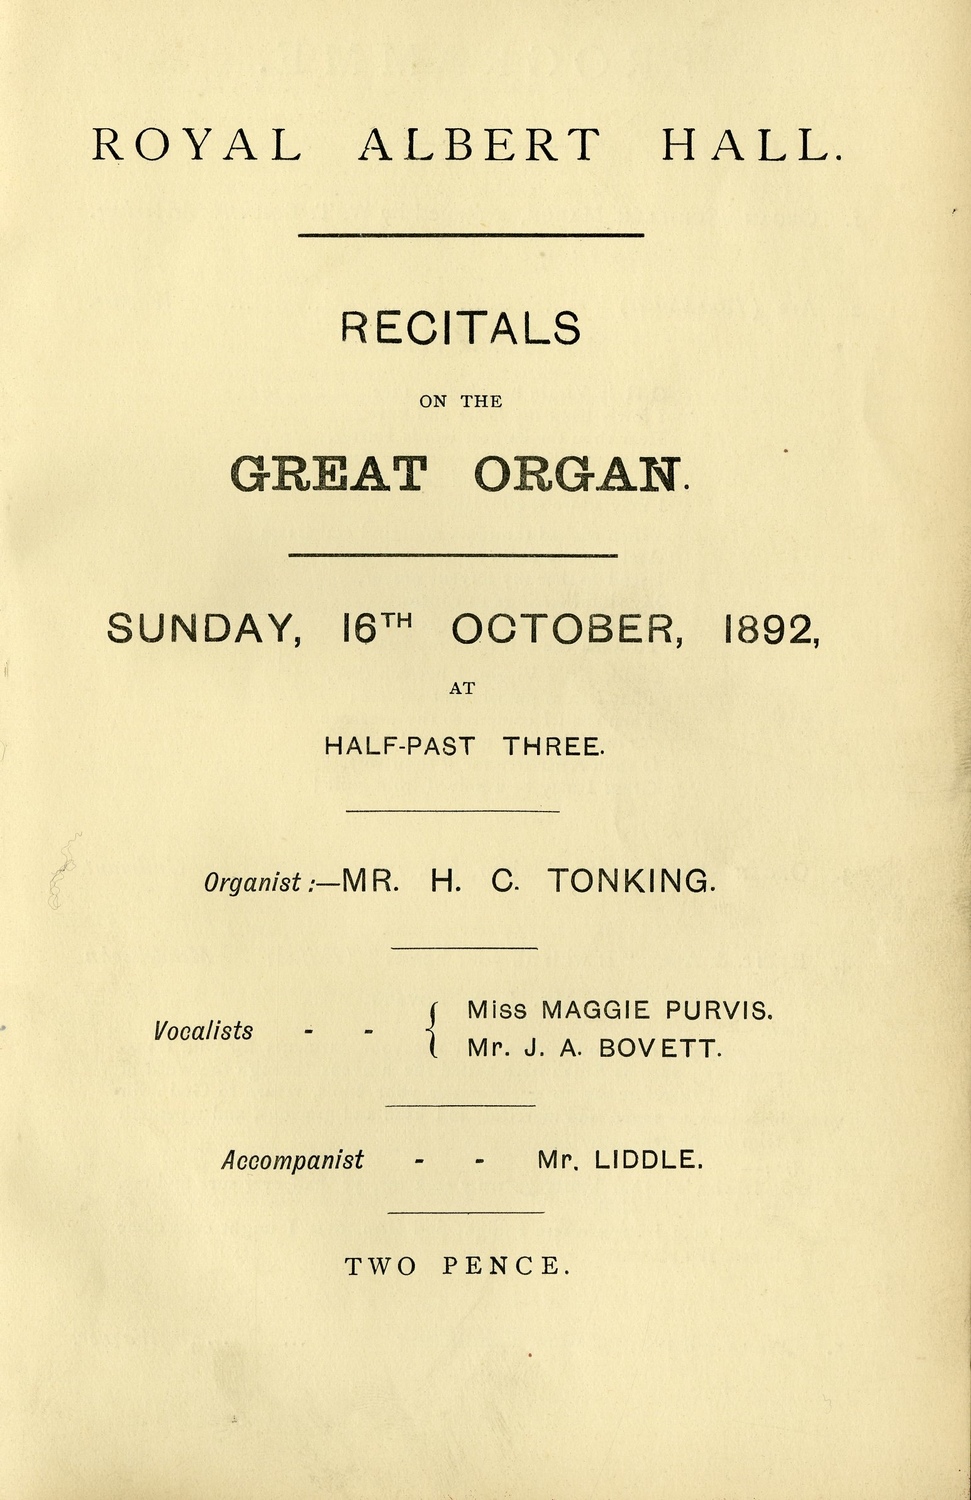 ROYAL ALBERT HALL.
RECITALS
ON THE
GREAT ORGAN.
SUNDAY, 16TH OCTOBER, 1892,
AT
HALF-PAST THREE.
Organist:—MR. H. C. TONKING.
Vocalists - - { Miss MAGGIE PURVIS.
Mr. J. A. BOVETT.
Accompanist - - Mr. LIDDLE.
TWO PENCE.